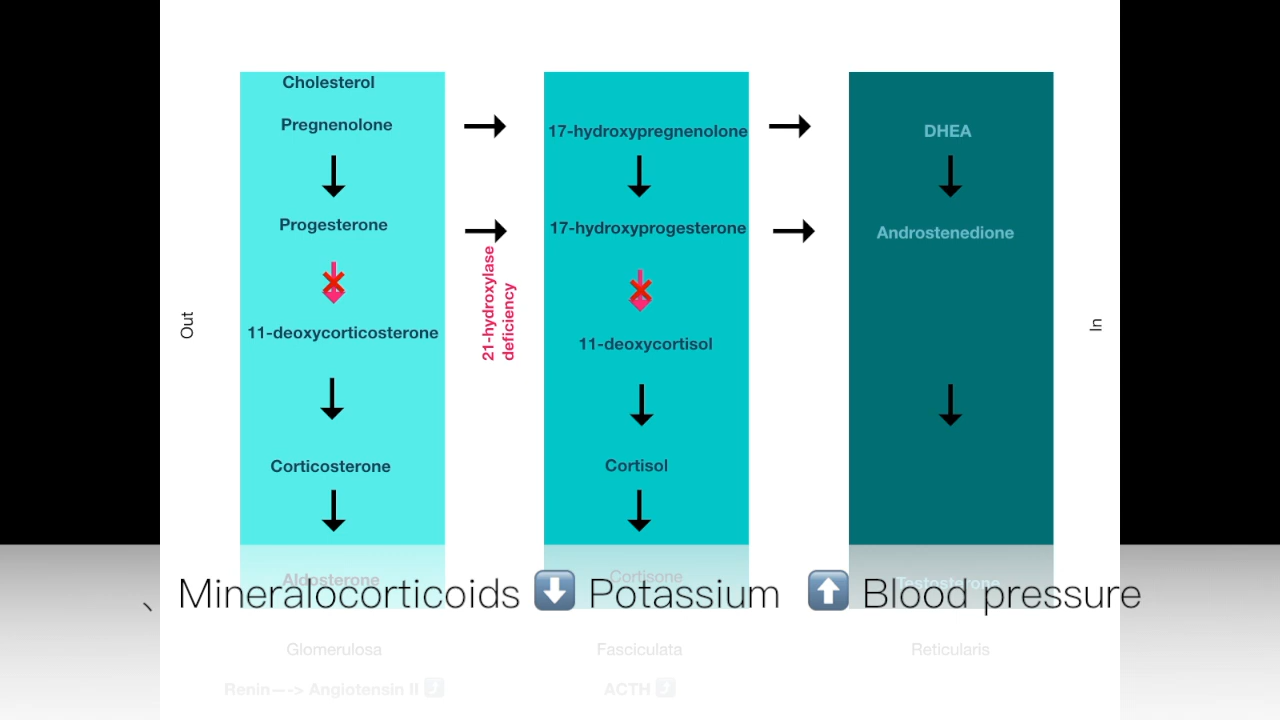 Cholesterol
Pregnenolone
17-hydroxypregnenolone
DHEA
Progesterone
17-hydroxyprogesterone
Androstenedione
21-hydroxylase
deficiency
Out
In
11-deoxycorticosterone
11-deoxycortisol
Corticosterone
Cortisol
Aldosterone
Cortisone
Testosterone
Mineralocorticoids ⬇️ Potassium ⬆️ Blood pressure
Glomerulosa
Fasciculata
Reticularis
Renin—-> Angiotensin II ⤴️
ACTH ⤴️